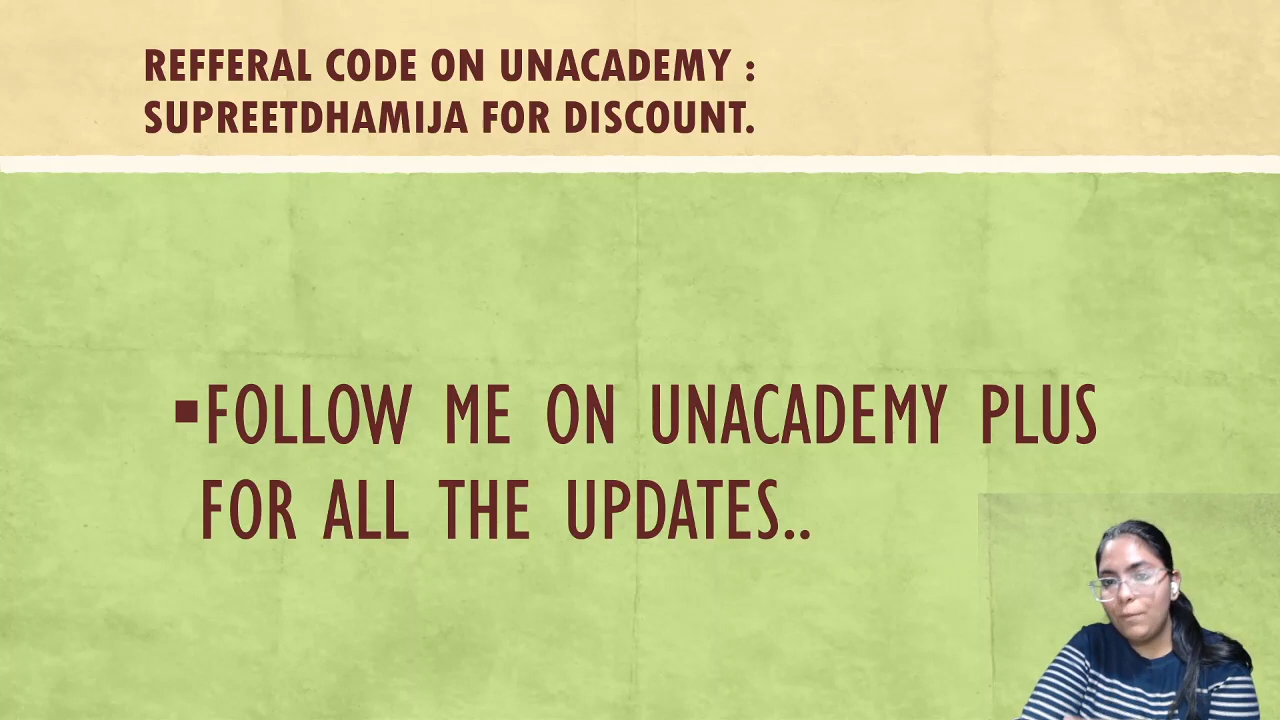 REFFERAL CODE ON UNACADEMY :
SUPREETDHAMIJA FOR DISCOUNT.
▪FOLLOW ME ON UNACADEMY PLUS
FOR ALL THE UPDATES..